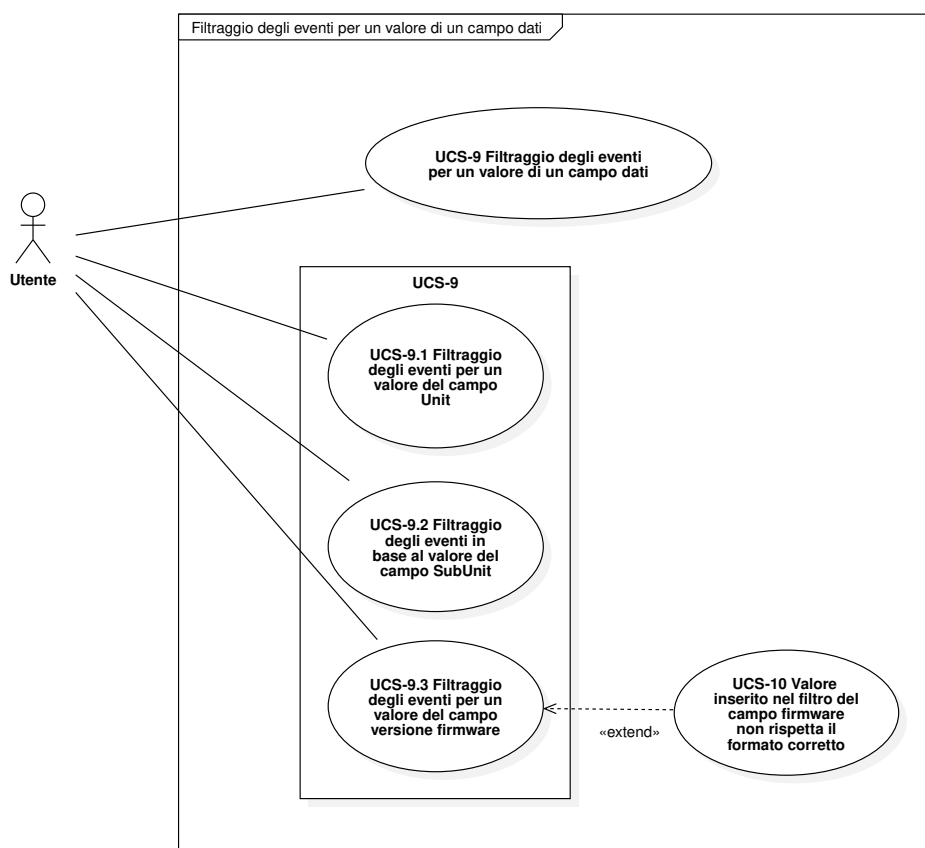 Filtraggio degli eventi per un valore di un campo dati
UCS-9 Filtraggio degli eventi
per un valore di un campo dati
Utente
UCS-9
UCS-9.1 Filtraggio
degli eventi per un
valore del campo
Unit
UCS-9.2 Filtraggio
degli eventi in
base al valore del
campo SubUnit
UCS-9.3 Filtraggio
degli eventi per un
valore del campo
versione firmware
«extend»
UCS-10 Valore
inserito nel filtro del
campo firmware
non rispetta il
formato corretto